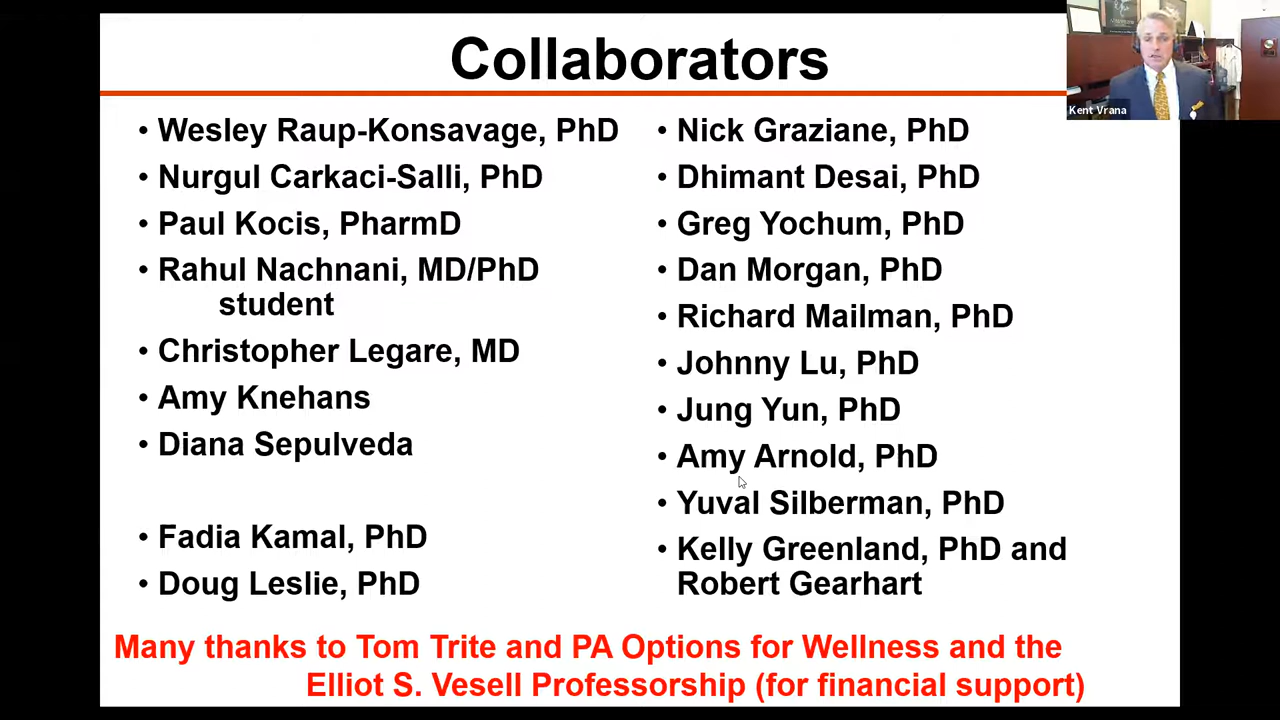 Collaborators
Kent Vrana
• Wesley Raup-Konsavage, PhD
• Nurgul Carkaci-Salli, PhD
• Paul Kocis, PharmD
• Rahul Nachnani, MD/PhD
student
• Christopher Legare, MD
• Amy Knehans
• Diana Sepulveda
• Fadia Kamal, PhD
• Doug Leslie, PhD
• Nick Graziane, PhD
• Dhimant Desai, PhD
• Greg Yochum, PhD
• Dan Morgan, PhD
• Richard Mailman, PhD
• Johnny Lu, PhD
• Jung Yun, PhD
• Amy Arnold, PhD
• Yuval Silberman, PhD
• Kelly Greenland, PhD and
Robert Gearhart
Many thanks to Tom Trite and PA Options for Wellness and the
Elliot S. Vesell Professorship (for financial support)